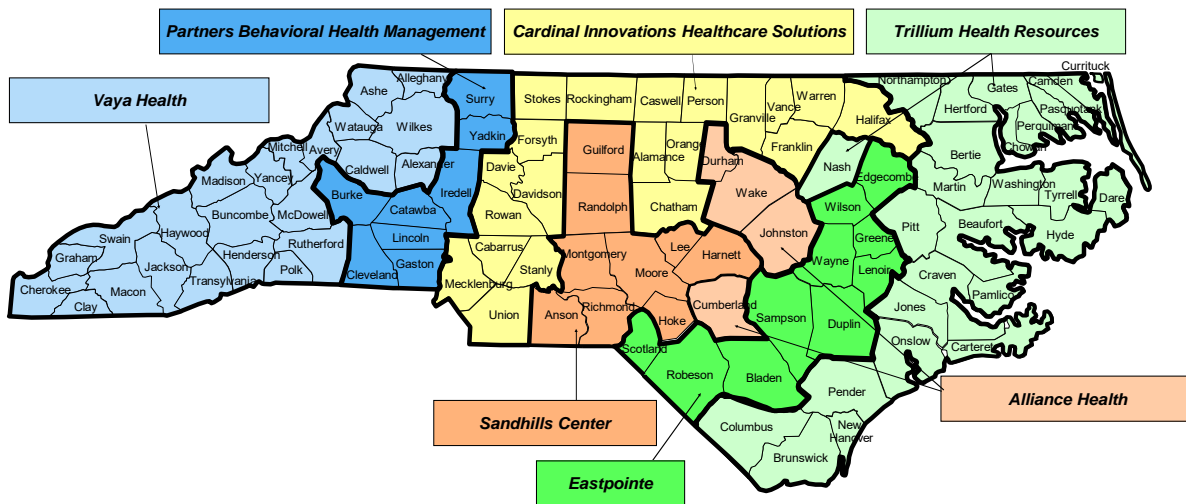 Partners Behavioral Health Management
Cardinal Innovations Healthcare Solutions
Trillium Health Resources
Vaya Health
Currituck
Alleghany
Northampton
Gates
Camden
Ashe
Surry
Stokes
Rockingham
Caswell
Person
Vance
Warren
Hertford
Pasquotank
Granville
Halifax
Perquimans
Watauga
Wilkes
Yadkin
Forsyth
Orange
Franklin
Chowan
Mitchell
Avery
Guilford
Alamance
Durham
Nash
Bertie
Caldwell
Alexander
Davie
Edgecombe
Madison
Yancey
Iredell
Davidson
Wake
Martin
Washington
Tyrrell
Dare
Burke
Catawba
Randolph
Chatham
Wilson
Buncombe
McDowell
Rowan
Pitt
Beaufort
Haywood
Lincoln
Johnston
Greene
Hyde
Swain
Rutherford
Cabarrus
Montgomery
Lee
Harnett
Graham
Henderson
Gaston
Stanly
Moore
Wayne
Lenoir
Craven
Jackson
Polk
Cleveland
Mecklenburg
Cherokee
Macon
Transylvania
Richmond
Cumberland
Pamlico
Clay
Union
Anson
Hoke
Sampson
Duplin
Jones
Scotland
Onslow
Carteret
Robeson
Bladen
Pender
Alliance Health
Sandhills Center
Columbus
New
Hanover
Brunswick
Eastpointe